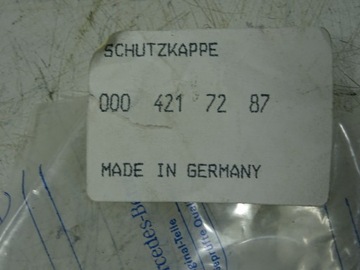 SCHUTZKAPPE
000 421 72 87
MADE IN GERMANY